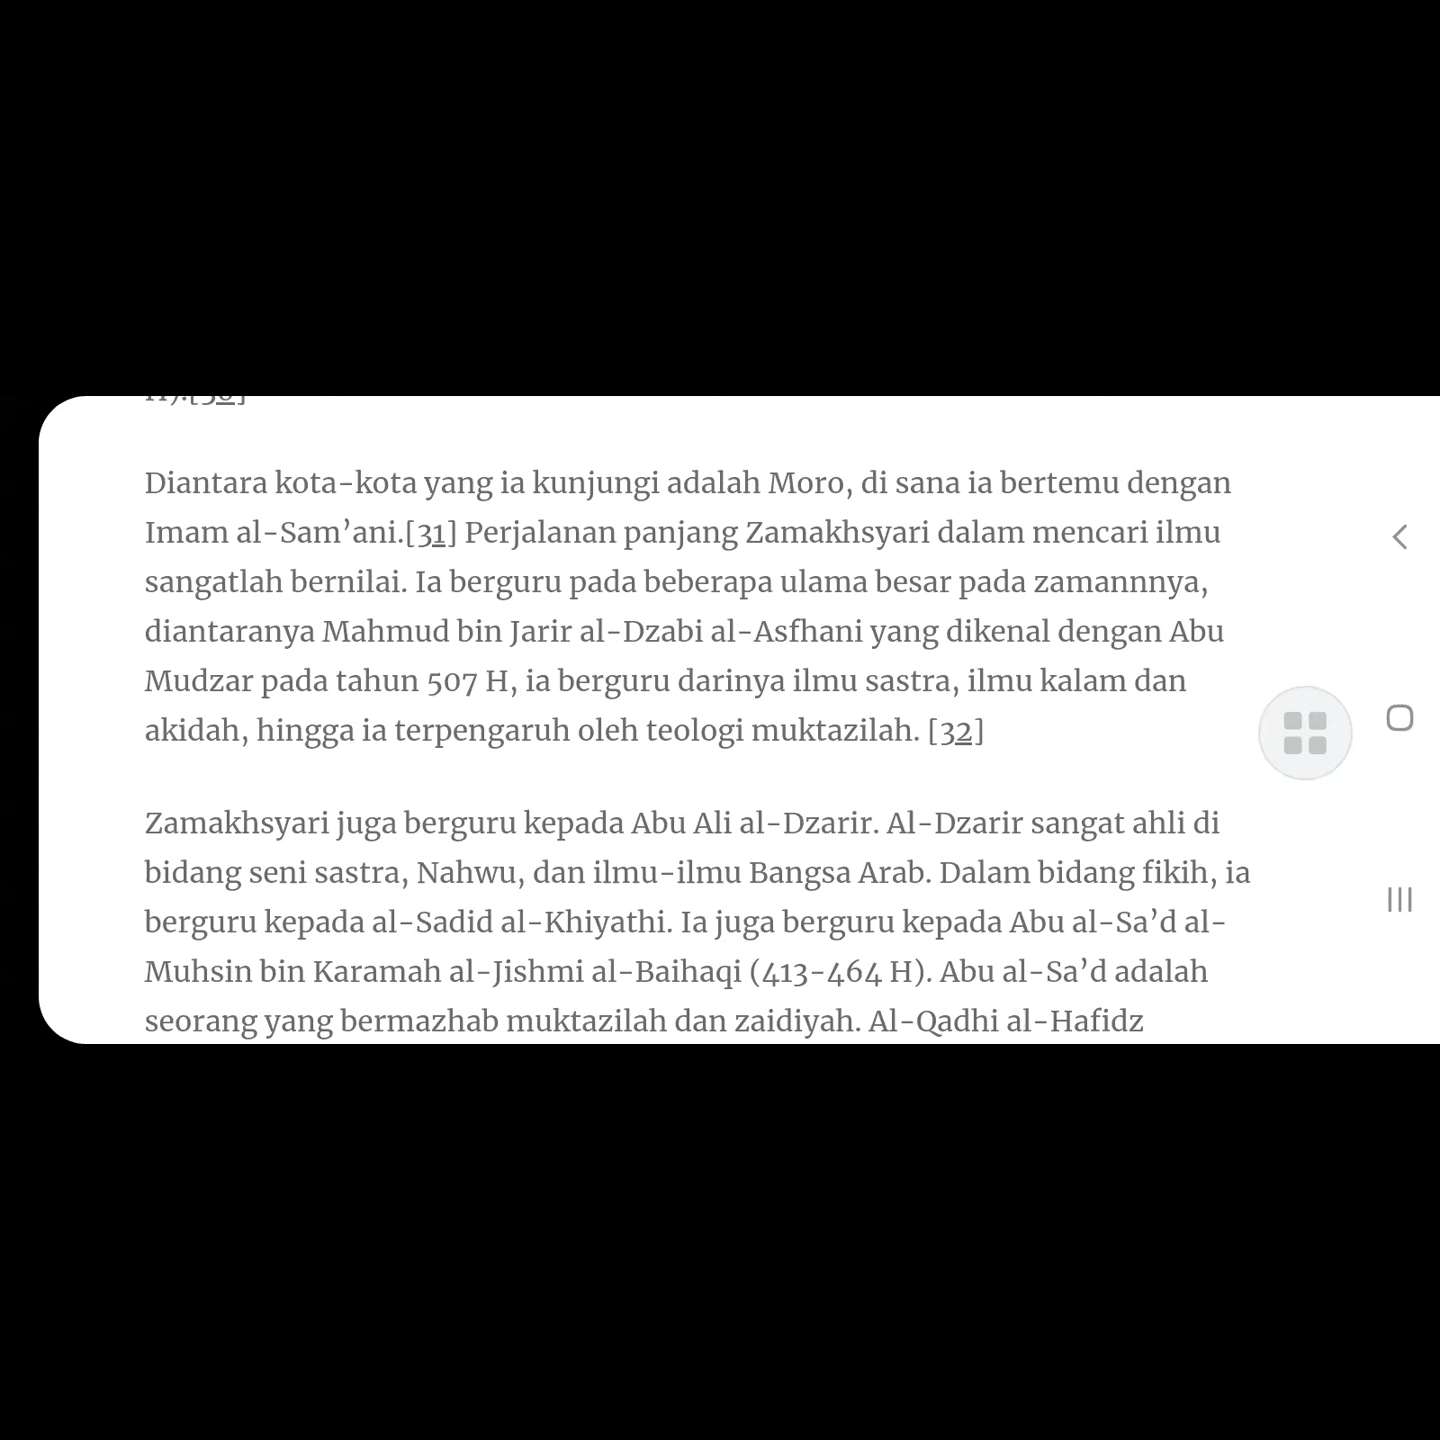 H).[30]
Diantara kota-kota yang ia kunjungi adalah Moro, di sana ia bertemu dengan
Imam al-Sam’ani.[31] Perjalanan panjang Zamakhsyari dalam mencari ilmu
sangatlah bernilai. Ia berguru pada beberapa ulama besar pada zamannnya,
diantaranya Mahmud bin Jarir al-Dzabi al-Asfhani yang dikenal dengan Abu
Mudzar pada tahun 507 H, ia berguru darinya ilmu sastra, ilmu kalam dan
akidah, hingga ia terpengaruh oleh teologi muktazilah. [32]
Zamakhsyari juga berguru kepada Abu Ali al-Dzarir. Al-Dzarir sangat ahli di
bidang seni sastra, Nahwu, dan ilmu-ilmu Bangsa Arab. Dalam bidang fikih, ia
berguru kepada al-Sadid al-Khiyathi. Ia juga berguru kepada Abu al-Sa’d al-
Muhsin bin Karamah al-Jishmi al-Baihaqi (413-464 H). Abu al-Sa’d adalah
seorang yang bermazhab muktazilah dan zaidiyah. Al-Qadhi al-Hafidz